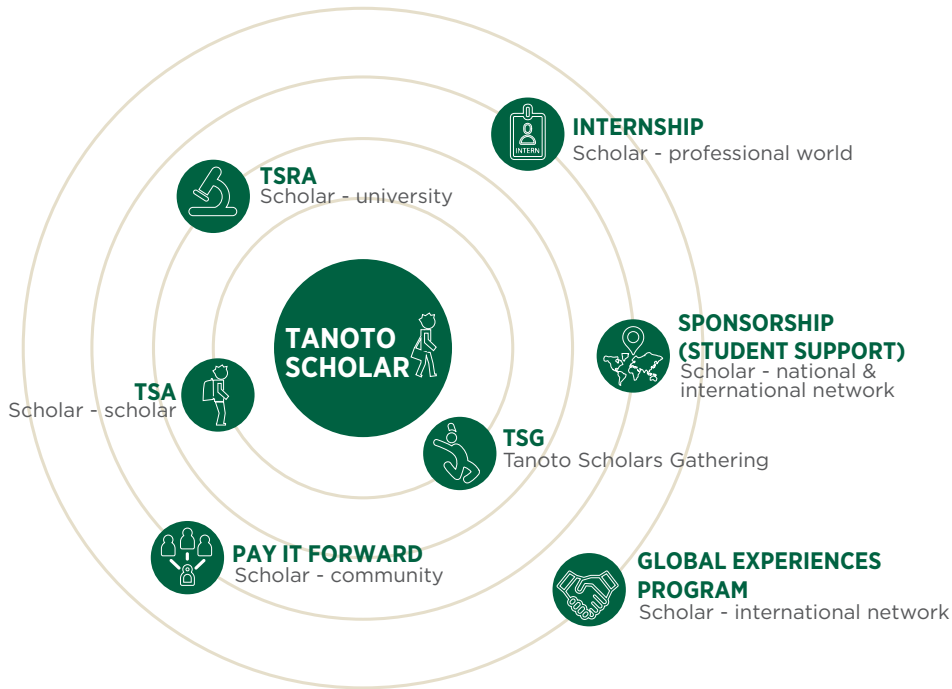 INTERNSHIP
Scholar - professional world
INTERN
TSRA
Scholar - university
TANOTO
SCHOLAR
SPONSORSHIP
(STUDENT SUPPORT)
Scholar - national &
international network
TSA
Scholar - scholar
TSG
Tanoto Scholars Gathering
PAY IT FORWARD
Scholar - community
GLOBAL EXPERIENCES
PROGRAM
Scholar - international network